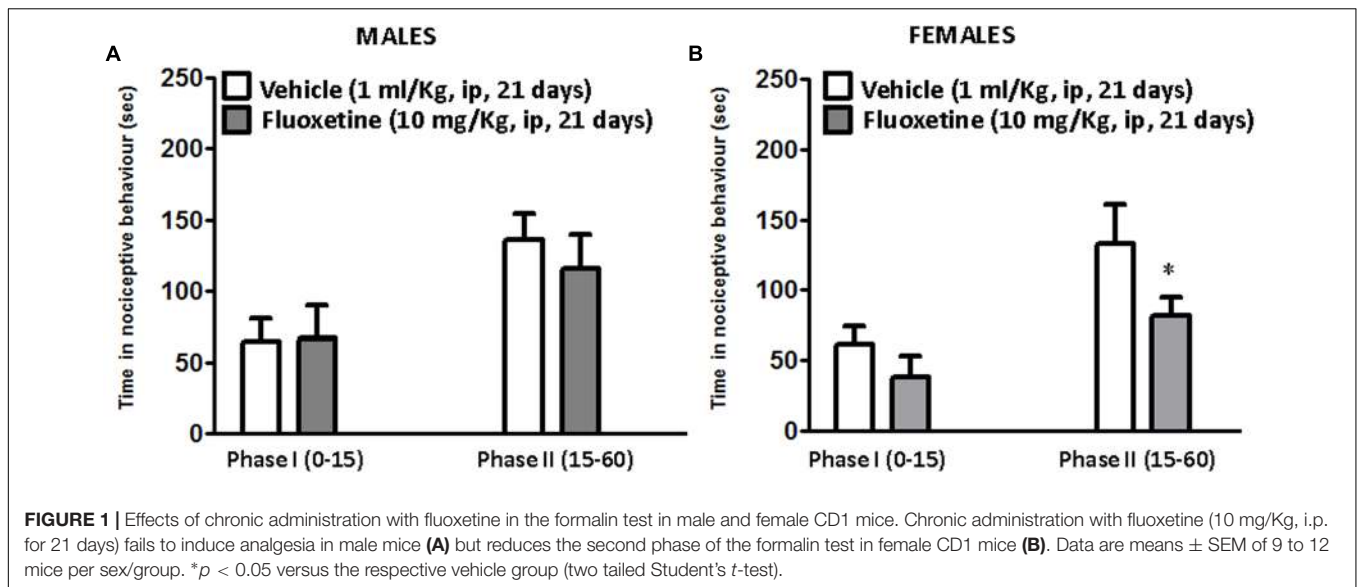 A
MALES
Time in nociceptive behaviour (sec)
250
200
150
100
50
0
Vehicle (1 ml/Kg, ip, 21 days)
Fluoxetine (10 mg/Kg, ip, 21 days)
Phase I (0-15)
Phase II (15-60)
B
FEMALES
Time in nociceptive behaviour (sec)
250
200
150
100
50
0
Vehicle (1 ml/Kg, ip, 21 days)
Fluoxetine (10 mg/Kg, ip, 21 days)
*
Phase I (0-15)
Phase II (15-60)
FIGURE 1 | Effects of chronic administration with fluoxetine in the formalin test in male and female CD1 mice. Chronic administration with fluoxetine (10 mg/Kg, i.p.
for 21 days) fails to induce analgesia in male mice (A) but reduces the second phase of the formalin test in female CD1 mice (B). Data are means ± SEM of 9 to 12
mice per sex/group. *p < 0.05 versus the respective vehicle group (two tailed Student's t-test).